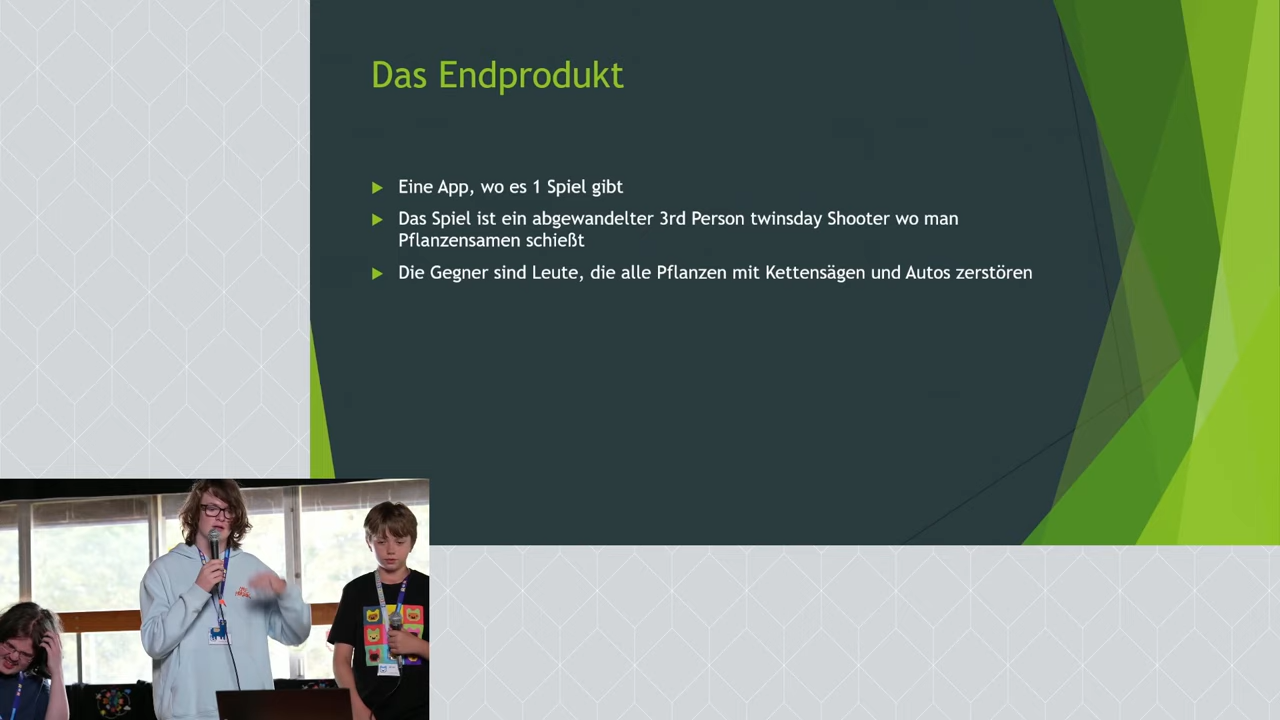 Das Endprodukt
Eine App, wo es 1 Spiel gibt
Das Spiel ist ein abgewandelter 3rd Person twinsday Shooter wo man
Pflanzensamen schießt
Die Gegner sind Leute, die alle Pflanzen mit Kettensägen und Autos zerstören